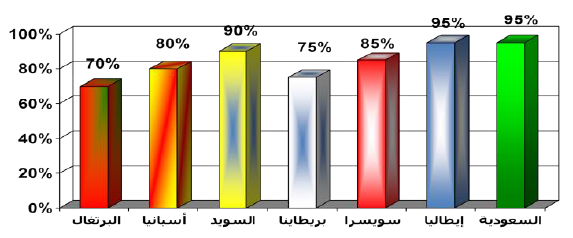 95%
95%
90%
85%
80%
75%
70%
100%
80%
60%
40%
20%
0%
البرتغال
أسبانيا
السويد
بريطاينا
سويسرا
إيطاليا
السعودية